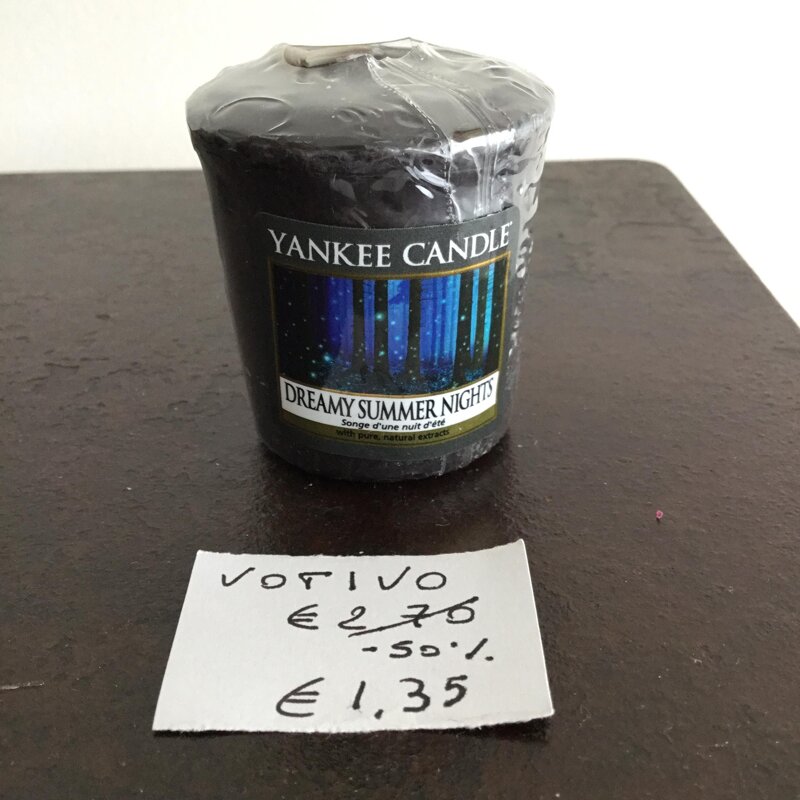 YANKEE CANDLE
DREAMY SUMMER NIGHTS
Songe d'une nuit d'été
with pure, natural extracts
VOTIVO
€ 2,70
-50%
€ 1,35